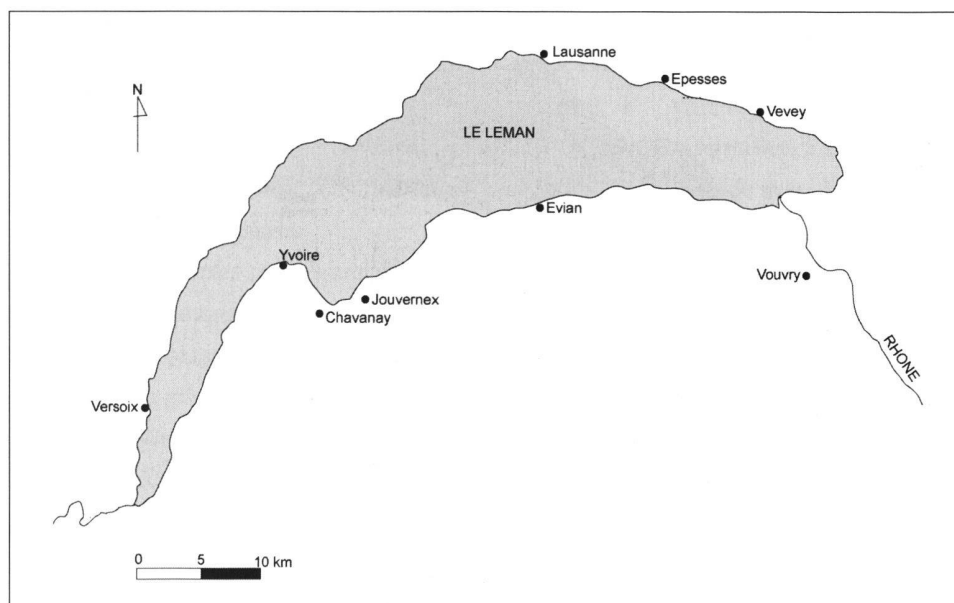 Lausanne
Epesses
N
Vevey
LE LEMAN
Evian
Yvoire
Vouvry
Jouvernex
Chavanay
RHONE
Versoix
0 5 10 km